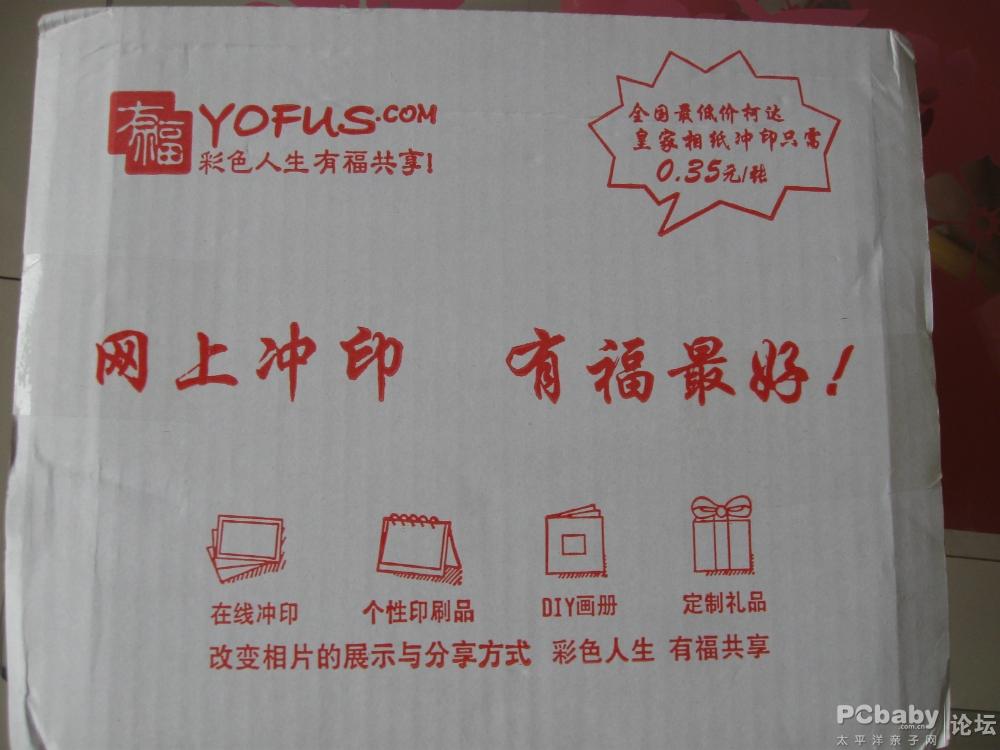 有福
YOFUS.COM
彩色人生有福共享!
全国最低价柯达
皇家相纸冲印只需
0.35元/张
网上冲印 有福最好!
在线冲印
个性印刷品
DIY画册
定制礼品
改变相片的展示与分享方式 彩色人生 有福共享
PCbaby.com.cn 论坛
太平洋亲子网